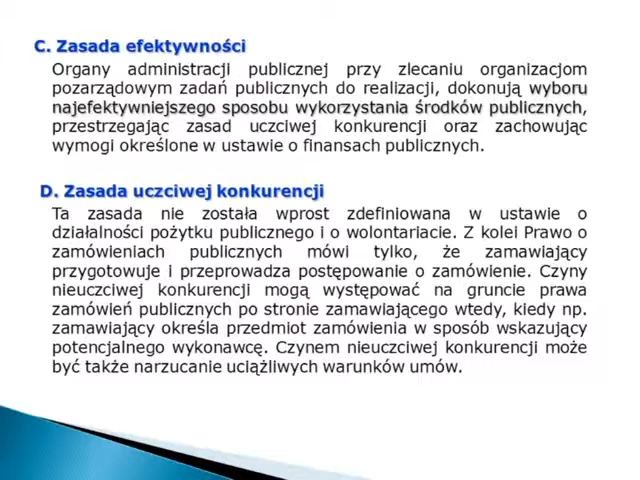 C. Zasada efektywności
Organy administracji publicznej przy zlecaniu organizacjom
pozarządowym zadań publicznych do realizacji, dokonują wyboru
najefektywniejszego sposobu wykorzystania środków publicznych,
przestrzegając zasad uczciwej konkurencji oraz zachowując
wymogi określone w ustawie o finansach publicznych.
D. Zasada uczciwej konkurencji
Ta zasada nie została wprost zdefiniowana w ustawie o
działalności pożytku publicznego i o wolontariacie. Z kolei Prawo o
zamówieniach publicznych mówi tylko, że zamawiający
przygotowuje i przeprowadza postępowanie o zamówienie. Czyny
nieuczciwej konkurencji mogą występować na gruncie prawa
zamówień publicznych po stronie zamawiającego wtedy, kiedy np.
zamawiający określa przedmiot zamówienia w sposób wskazujący
potencjalnego wykonawcę. Czynem nieuczciwej konkurencji może
być także narzucanie uciążliwych warunków umów.